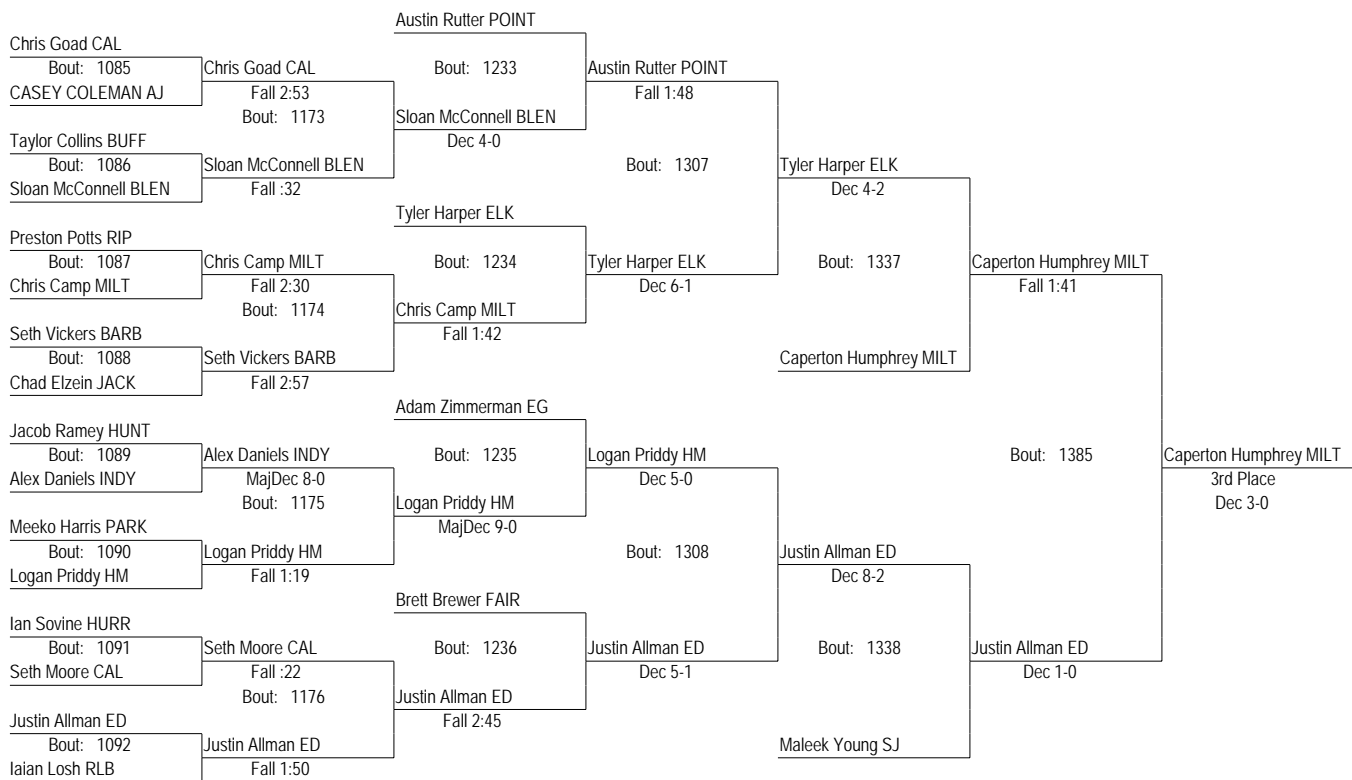 Austin Rutter POINT
Chris Goad CAL
Bout: 1085
Chris Goad CAL
Bout: 1233
Austin Rutter POINT
CASEY COLEMAN AJ
Fall 2:53
Fall 1:48
Bout: 1173
Sloan McConnell BLEN
Taylor Collins BUFF
Dec 4-0
Bout: 1086
Sloan McConnell BLEN
Bout: 1307
Tyler Harper ELK
Sloan McConnell BLEN
Fall :32
Dec 4-2
Tyler Harper ELK
Preston Potts RIP
Bout: 1087
Chris Camp MILT
Bout: 1234
Tyler Harper ELK
Bout: 1337
Caperton Humphrey MILT
Chris Camp MILT
Fall 2:30
Dec 6-1
Fall 1:41
Bout: 1174
Chris Camp MILT
Seth Vickers BARB
Fall 1:42
Bout: 1088
Seth Vickers BARB
Caperton Humphrey MILT
Chad Elzein JACK
Fall 2:57
Adam Zimmerman EG
Jacob Ramey HUNT
Bout: 1089
Alex Daniels INDY
Bout: 1235
Logan Priddy HM
Bout: 1385
Caperton Humphrey MILT
Alex Daniels INDY
MajDec 8-0
Dec 5-0
3rd Place
Bout: 1175
Logan Priddy HM
Dec 3-0
Meeko Harris PARK
MajDec 9-0
Bout: 1090
Logan Priddy HM
Bout: 1308
Justin Allman ED
Logan Priddy HM
Fall 1:19
Dec 8-2
Brett Brewer FAIR
Ian Sovine HURR
Bout: 1091
Seth Moore CAL
Bout: 1236
Justin Allman ED
Bout: 1338
Justin Allman ED
Seth Moore CAL
Fall :22
Dec 5-1
Dec 1-0
Bout: 1176
Justin Allman ED
Justin Allman ED
Fall 2:45
Bout: 1092
Justin Allman ED
Maleek Young SJ
Iaian Losh RLB
Fall 1:50